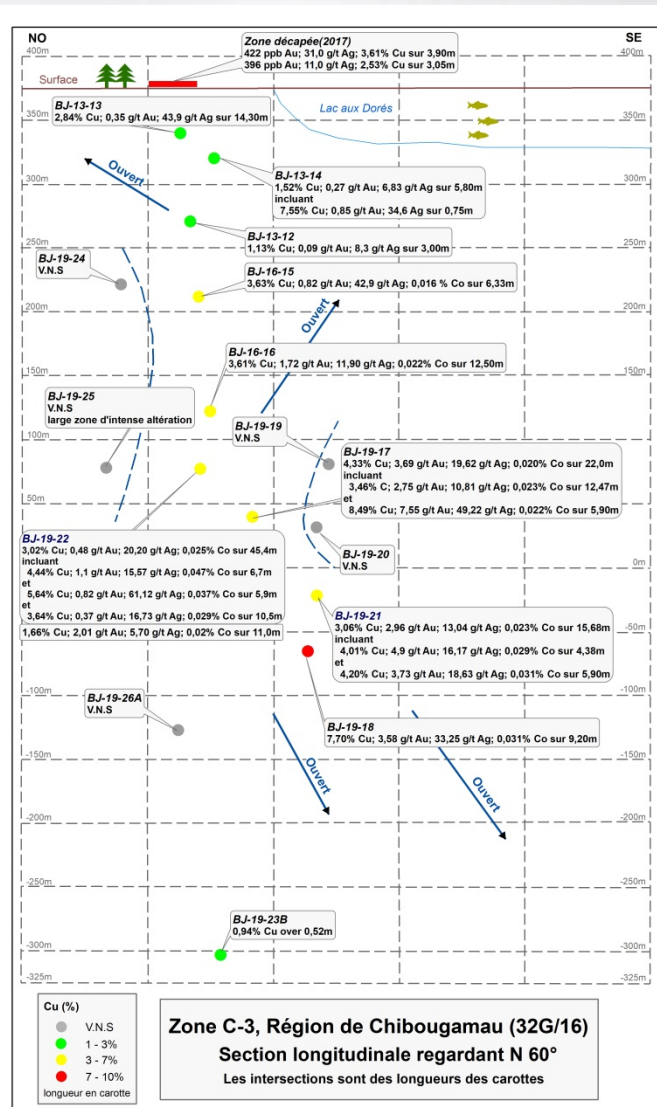 NO
SE
400m
400m
Zone décapée(2017)
422 ppb Au; 31,0 g/t Ag; 3,61% Cu sur 3,90m
396 ppb Au; 11,0 g/t Ag; 2,53% Cu sur 3,05m
Surface
350m
350m
BJ-13-13
2,84% Cu; 0,35 g/t Au; 43,9 g/t Ag sur 14,30m
Lac aux Dorés
Ouvert
300m
300m
BJ-13-14
1,52% Cu; 0,27 g/t Au; 6,83 g/t Ag sur 5,80m
incluant
7,55% Cu; 0,85 g/t Au; 34,6 Ag sur 0,75m
250m
250m
BJ-13-12
1,13% Cu; 0,09 g/t Au; 8,3 g/t Ag sur 3,00m
BJ-19-24
V.N.S
BJ-16-15
3,63% Cu; 0,82 g/t Au; 42,9 g/t Ag; 0,016 % Co sur 6,33m
200m
200m
Ouvert
150m
150m
BJ-16-16
3,61% Cu; 1,72 g/t Au; 11,90 g/t Ag; 0,022% Co sur 12,50m
BJ-19-25
V.N.S
large zone d'intense altération
100m
100m
BJ-19-19
V.N.S
BJ-19-17
4,33% Cu; 3,69 g/t Au; 19,62 g/t Ag; 0,020% Co sur 22,0m
incluant
3,46% C; 2,75 g/t Au; 10,81 g/t Ag; 0,023% Co sur 12,47m
et
8,49% Cu; 7,55 g/t Au; 49,22 g/t Ag; 0,022% Co sur 5,90m
50m
50m
BJ-19-22
3,02% Cu; 0,48 g/t Au; 20,20 g/t Ag; 0,025% Co sur 45,4m
incluant
4,44% Cu; 1,1 g/t Au; 15,57 g/t Ag; 0,047% Co sur 6,7m
et
5,64% Cu; 0,82 g/t Au; 61,12 g/t Ag; 0,037% Co sur 5,9m
et
3,64% Cu; 0,37 g/t Au; 16,73 g/t Ag; 0,029% Co sur 10,5m
1,66% Cu; 2,01 g/t Au; 5,70 g/t Ag; 0,02% Co sur 11,0m
BJ-19-20
V.N.S
0m
0m
BJ-19-21
3,06% Cu; 2,96 g/t Au; 13,04 g/t Ag; 0,023% Co sur 15,68m
incluant
4,01% Cu; 4,9 g/t Au; 16,17 g/t Ag; 0,029% Co sur 4,38m
et
4,20% Cu; 3,73 g/t Au; 18,63 g/t Ag; 0,031% Co sur 5,90m
-50m
-100m
-100m
BJ-19-26A
V.N.S
BJ-19-18
7,70% Cu; 3,58 g/t Au; 33,25 g/t Ag; 0,031% Co sur 9,20m
-150m
-150m
Ouvert
Ouvert
-200m
-200m
-250m
-250m
BJ-19-23B
0,94% Cu over 0,52m
-300m
-300m
-325m
-325m
Cu (%)
V.N.S
1 - 3%
3 - 7%
7 - 10%
longueur en carotte
Zone C-3, Région de Chibougamau (32G/16)
Section longitudinale regardant N 60°
Les intersections sont des longueurs des carottes